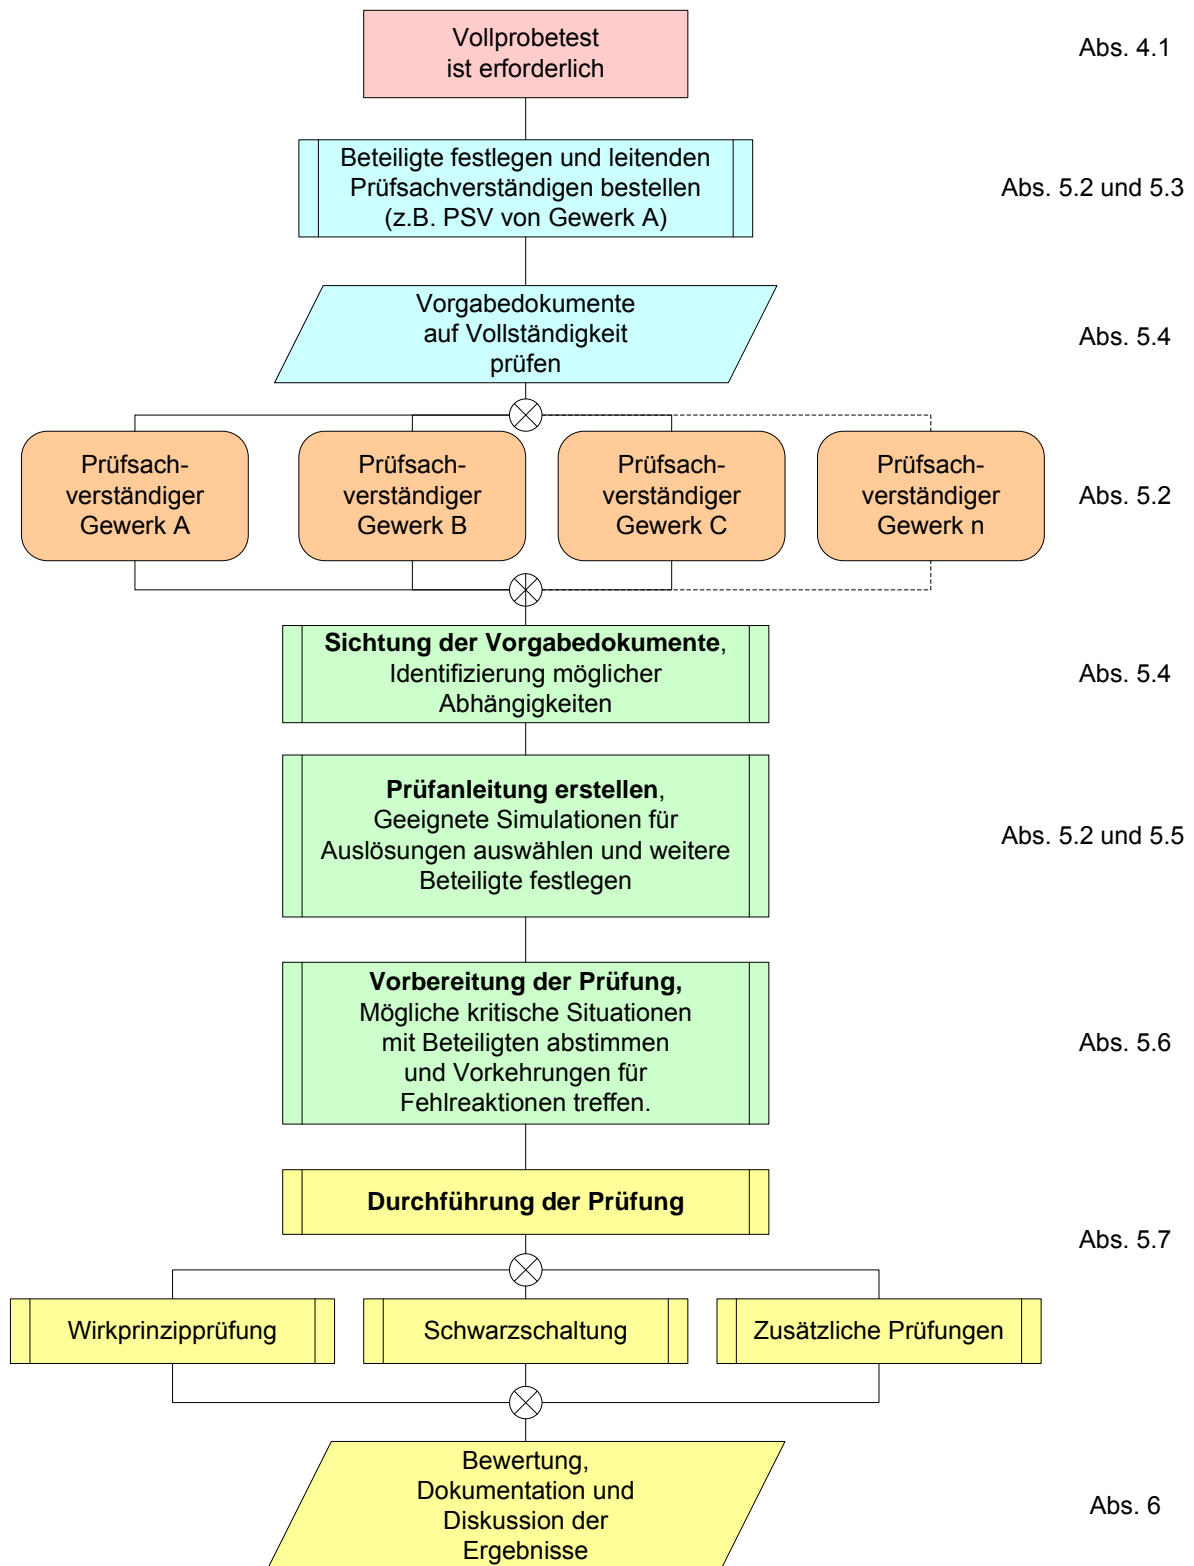 Vollprobetest
ist erforderlich
Abs. 4.1
Beteiligte festlegen und leitenden
Prüfsachverständigen bestellen
(z.B. PSV von Gewerk A)
Abs. 5.2 und 5.3
Vorgabedokumente
auf Vollständigkeit
prüfen
Abs. 5.4
Prüfsach-
verständiger
Gewerk A
Prüfsach-
verständiger
Gewerk B
Prüfsach-
verständiger
Gewerk C
Prüfsach-
verständiger
Gewerk n
Abs. 5.2
Sichtung der Vorgabedokumente,
Identifizierung möglicher
Abhängigkeiten
Abs. 5.4
Prüfanleitung erstellen,
Geeignete Simulationen für
Auslösungen auswählen und weitere
Beteiligte festlegen
Abs. 5.2 und 5.5
Vorbereitung der Prüfung,
Mögliche kritische Situationen
mit Beteiligten abstimmen
und Vorkehrungen für
Fehlreaktionen treffen.
Abs. 5.6
Durchführung der Prüfung
Abs. 5.7
Wirkprinzipprüfung
Schwarzschaltung
Zusätzliche Prüfungen
Bewertung,
Dokumentation und
Diskussion der
Ergebnisse
Abs. 6